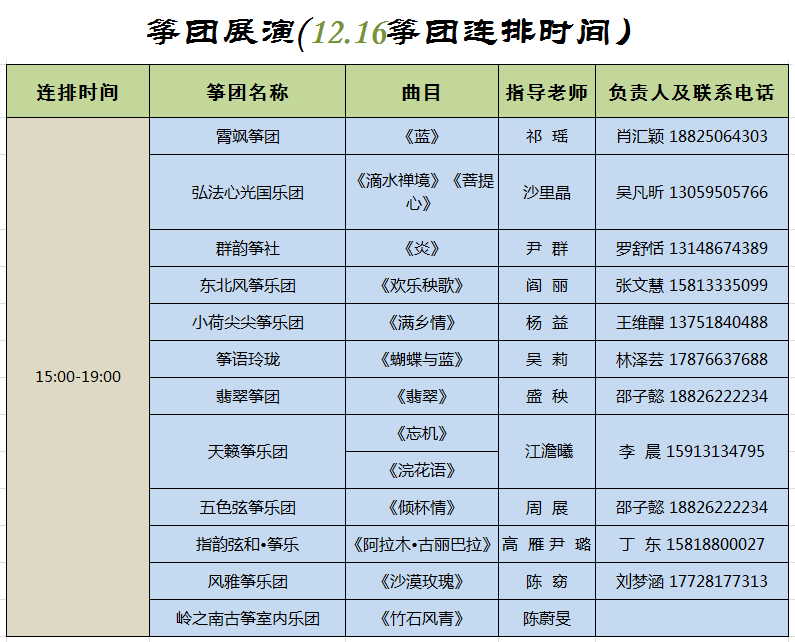 筝团展演(12.16筝团连排时间)
连排时间 筝团名称 曲目 指导老师 负责人及联系电话
15:00-19:00
霄飒筝团 《蓝》 祁 瑶 肖汇颖 18825064303
弘法心光国乐团 《滴水禅境》《菩提
心》 沙里晶 吴凡昕 13059505766
群韵筝社 《炎》 尹 群 罗舒恬 13148674389
东北风筝乐团 《欢乐秧歌》 阎 丽 张文慧 15813335099
小荷尖尖筝乐团 《满乡情》 杨 益 王维醒 13751840488
筝语玲珑 《蝴蝶与蓝》 吴 莉 林泽芸 17876637688
翡翠筝团 《翡翠》 盛 秧 邵子懿 18826222234
天籁筝乐团 《忘机》 江澹曦 李 晨 15913134795
《浣花语》
五色弦筝乐团 《倾杯情》 周 展 邵子懿 18826222234
指韵弦和•筝乐 《阿拉木•古丽巴拉》 高 雁尹 璐 丁 东 15818800027
风雅筝乐团 《沙漠玫瑰》 陈 窈 刘梦涵 17728177313
岭之南古筝室内乐团 《竹石风青》 陈蔚旻